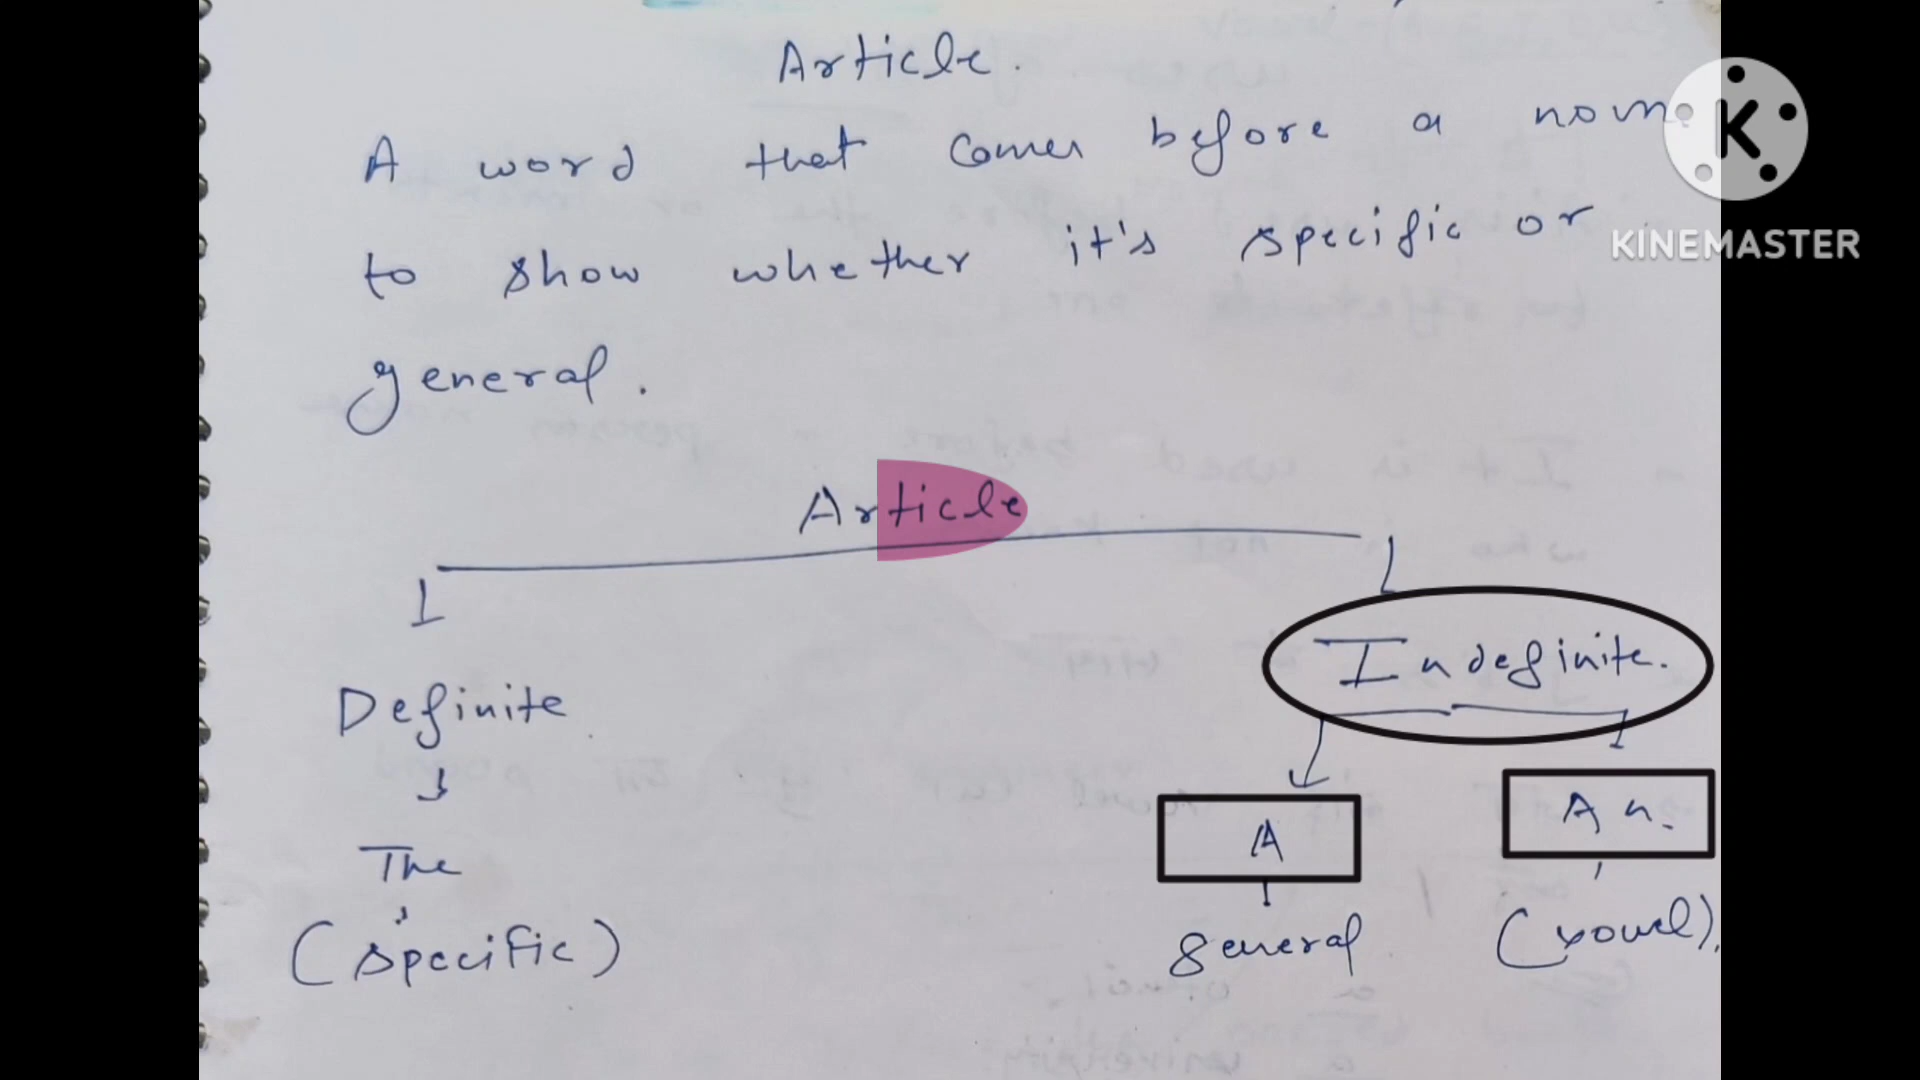 Article.
A word that comes before a noun
to show whether it's specific or
general.
Article
Definite
Indefinite.
The
A
An.
(specific)
general
(vowel).
K
KINEMASTER